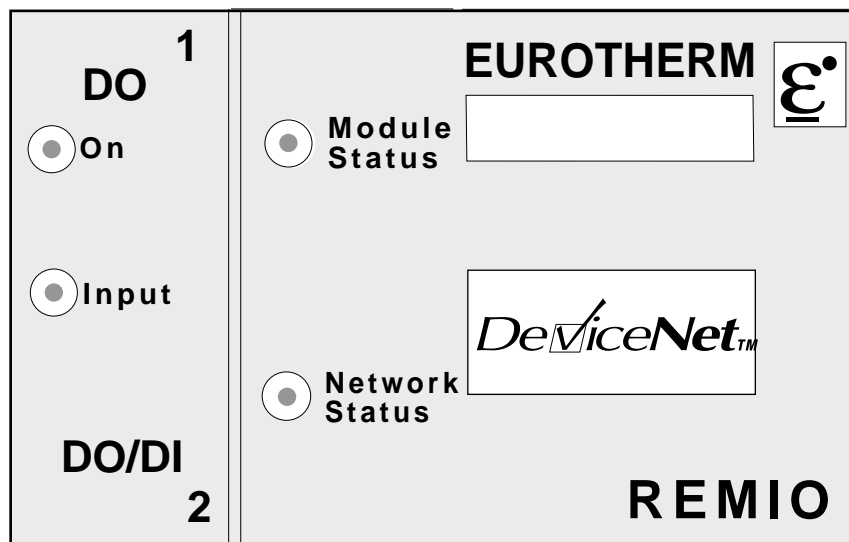 1
DO
On
Input
DO/DI
2
EUROTHERM
ε
Module
Status
DeviceNet™
Network
Status
REMIO